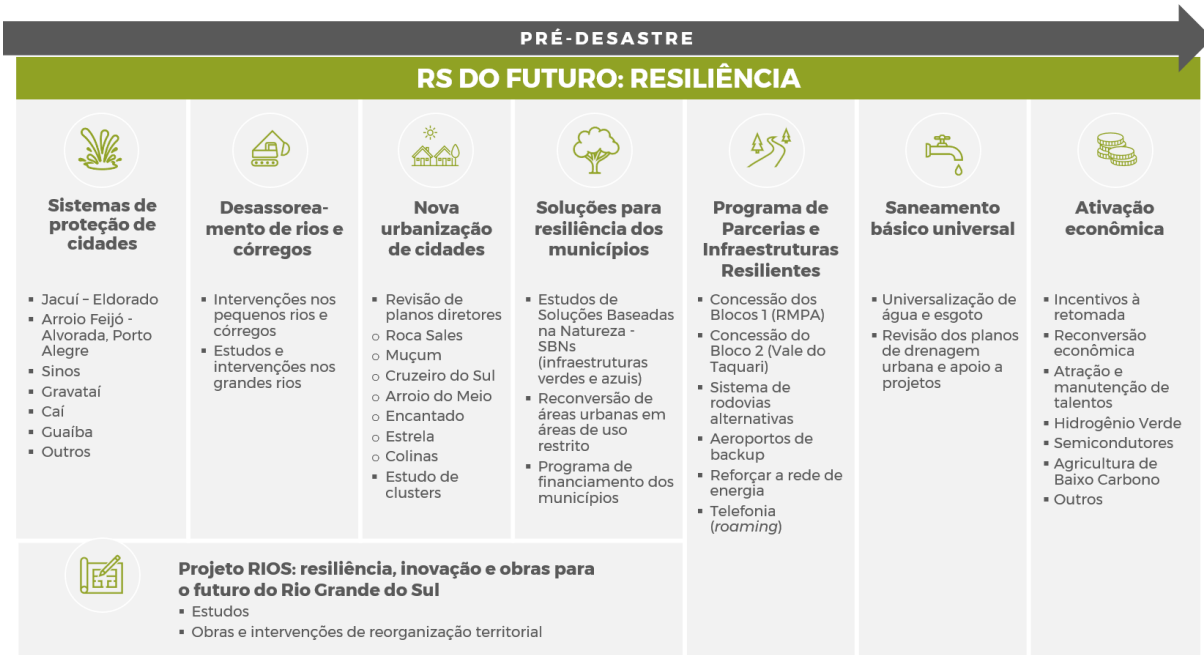 PRÉ-DESASTRE
RS DO FUTURO: RESILIÊNCIA
Sistemas de
proteção de
cidades
▪ Jacuí – Eldorado
▪ Arroio Feijó -
Alvorada, Porto
Alegre
▪ Sinos
▪ Gravataí
▪ Caí
▪ Guaíba
▪ Outros
Desassorea-
mento de rios e
córregos
▪ Intervenções nos
pequenos rios e
córregos
▪ Estudos e
intervenções nos
grandes rios
Nova
urbanização
de cidades
▪ Revisão de
planos diretores
o Roca Sales
o Muçum
o Cruzeiro do Sul
o Arroio do Meio
o Encantado
o Estrela
o Colinas
▪ Estudo de
clusters
Soluções para
resiliência dos
municípios
▪ Estudos de
Soluções Baseadas
na Natureza -
SBNs
(infraestruturas
verdes e azuis)
▪ Reconversão de
áreas urbanas em
áreas de uso
restrito
▪ Programa de
financiamento dos
municípios
Programa de
Parcerias e
Infraestruturas
Resilientes
▪ Concessão dos
Blocos 1 (RMPA)
▪ Concessão do
Bloco 2 (Vale do
Taquari)
▪ Sistema de
rodovias
alternativas
▪ Aeroportos de
backup
▪ Reforçar a rede de
energia
▪ Telefonia
(roaming)
Saneamento
básico universal
▪ Universalização de
água e esgoto
▪ Revisão dos planos
de drenagem
urbana e apoio a
projetos
Ativação
econômica
▪ Incentivos à
retomada
▪ Reconversão
econômica
▪ Atração e
manutenção de
talentos
▪ Hidrogênio Verde
▪ Semicondutores
▪ Agricultura de
Baixo Carbono
▪ Outros
Projeto RIOS: resiliência, inovação e obras para
o futuro do Rio Grande do Sul
▪ Estudos
▪ Obras e intervenções de reorganização territorial